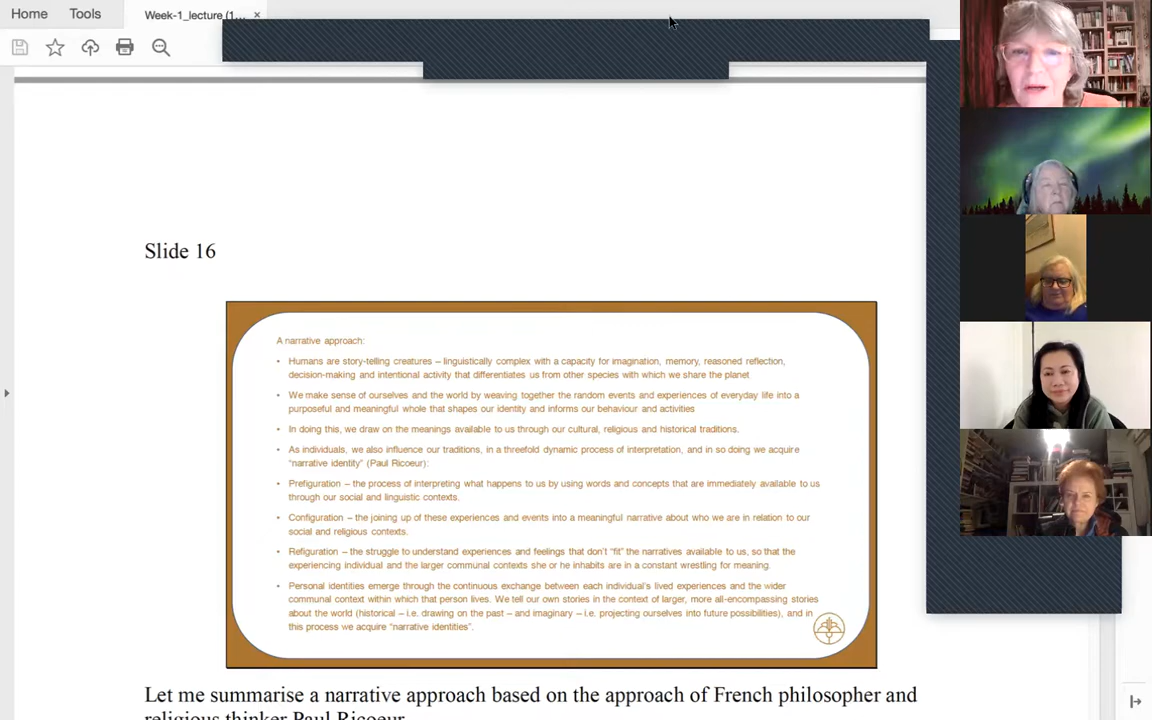 Home Tools Week-1_lecture (1... ×
Slide 16
A narrative approach:
• Humans are story-telling creatures – linguistically complex with a capacity for imagination, memory, reasoned reflection,
decision-making and intentional activity that differentiates us from other species with which we share the planet
• We make sense of ourselves and the world by weaving together the random events and experiences of everyday life into a
purposeful and meaningful whole that shapes our identity and informs our behaviour and activities
• In doing this, we draw on the meanings available to us through our cultural, religious and historical traditions.
• As individuals, we also influence our traditions, in a threefold dynamic process of interpretation, and in so doing we acquire
“narrative identity” (Paul Ricoeur):
• Prefiguration – the process of interpreting what happens to us by using words and concepts that are immediately available to us
through our social and linguistic contexts.
• Configuration – the joining up of these experiences and events into a meaningful narrative about who we are in relation to our
social and religious contexts.
• Refiguration – the struggle to understand experiences and feelings that don’t “fit” the narratives available to us, so that the
experiencing individual and the larger communal contexts she or he inhabits are in a constant wrestling for meaning.
• Personal identities emerge through the continuous exchange between each individual’s lived experiences and the wider
communal context within which that person lives. We tell our own stories in the context of larger, more all-encompassing stories
about the world (historical – i.e. drawing on the past – and imaginary – i.e. projecting ourselves into future possibilities), and in
this process we acquire “narrative identities”.
Let me summarise a narrative approach based on the approach of French philosopher and
religious thinker Paul Ricoeur